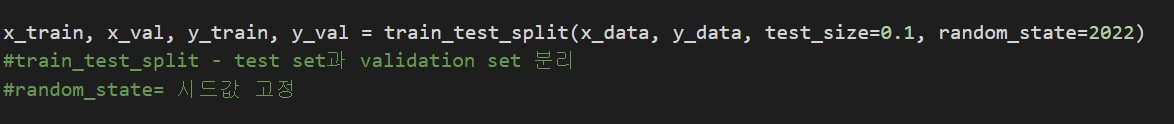 x_train, x_val, y_train, y_val = train_test_split(x_data, y_data, test_size=0.1, random_state=2022)
#train_test_split - test set과 validation set 분리
#random_state= 시드값 고정